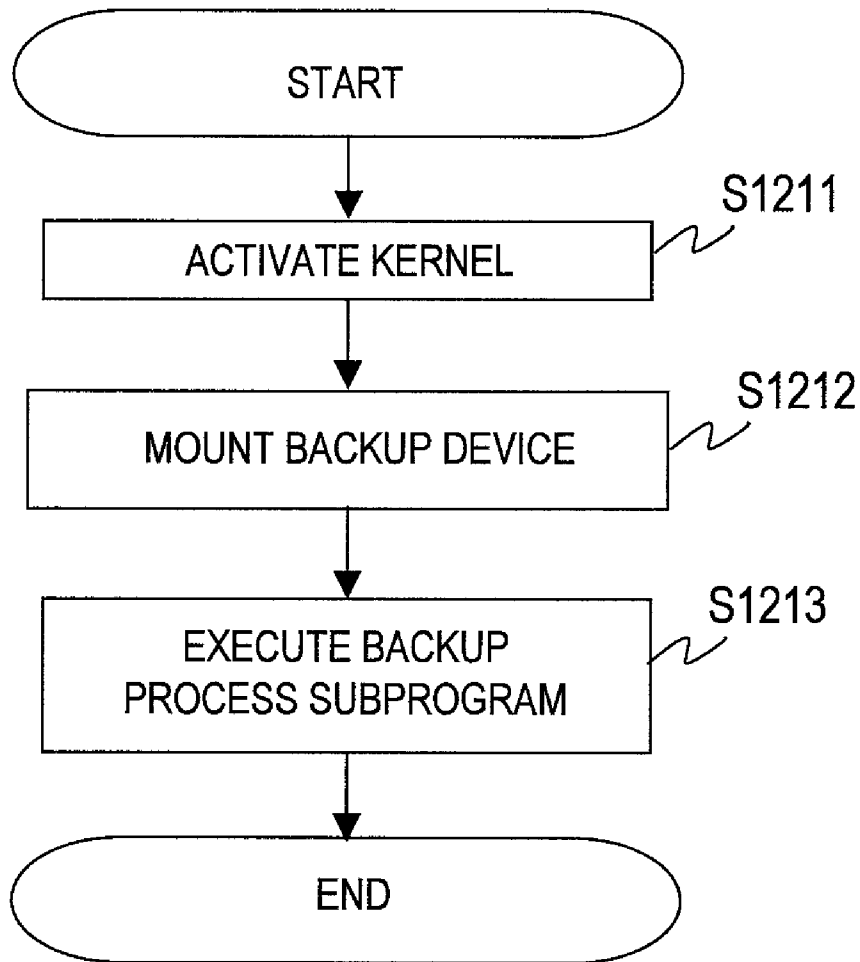 START
S1211
ACTIVATE KERNEL
S1212
MOUNT BACKUP DEVICE
S1213
EXECUTE BACKUP
PROCESS SUBPROGRAM
END